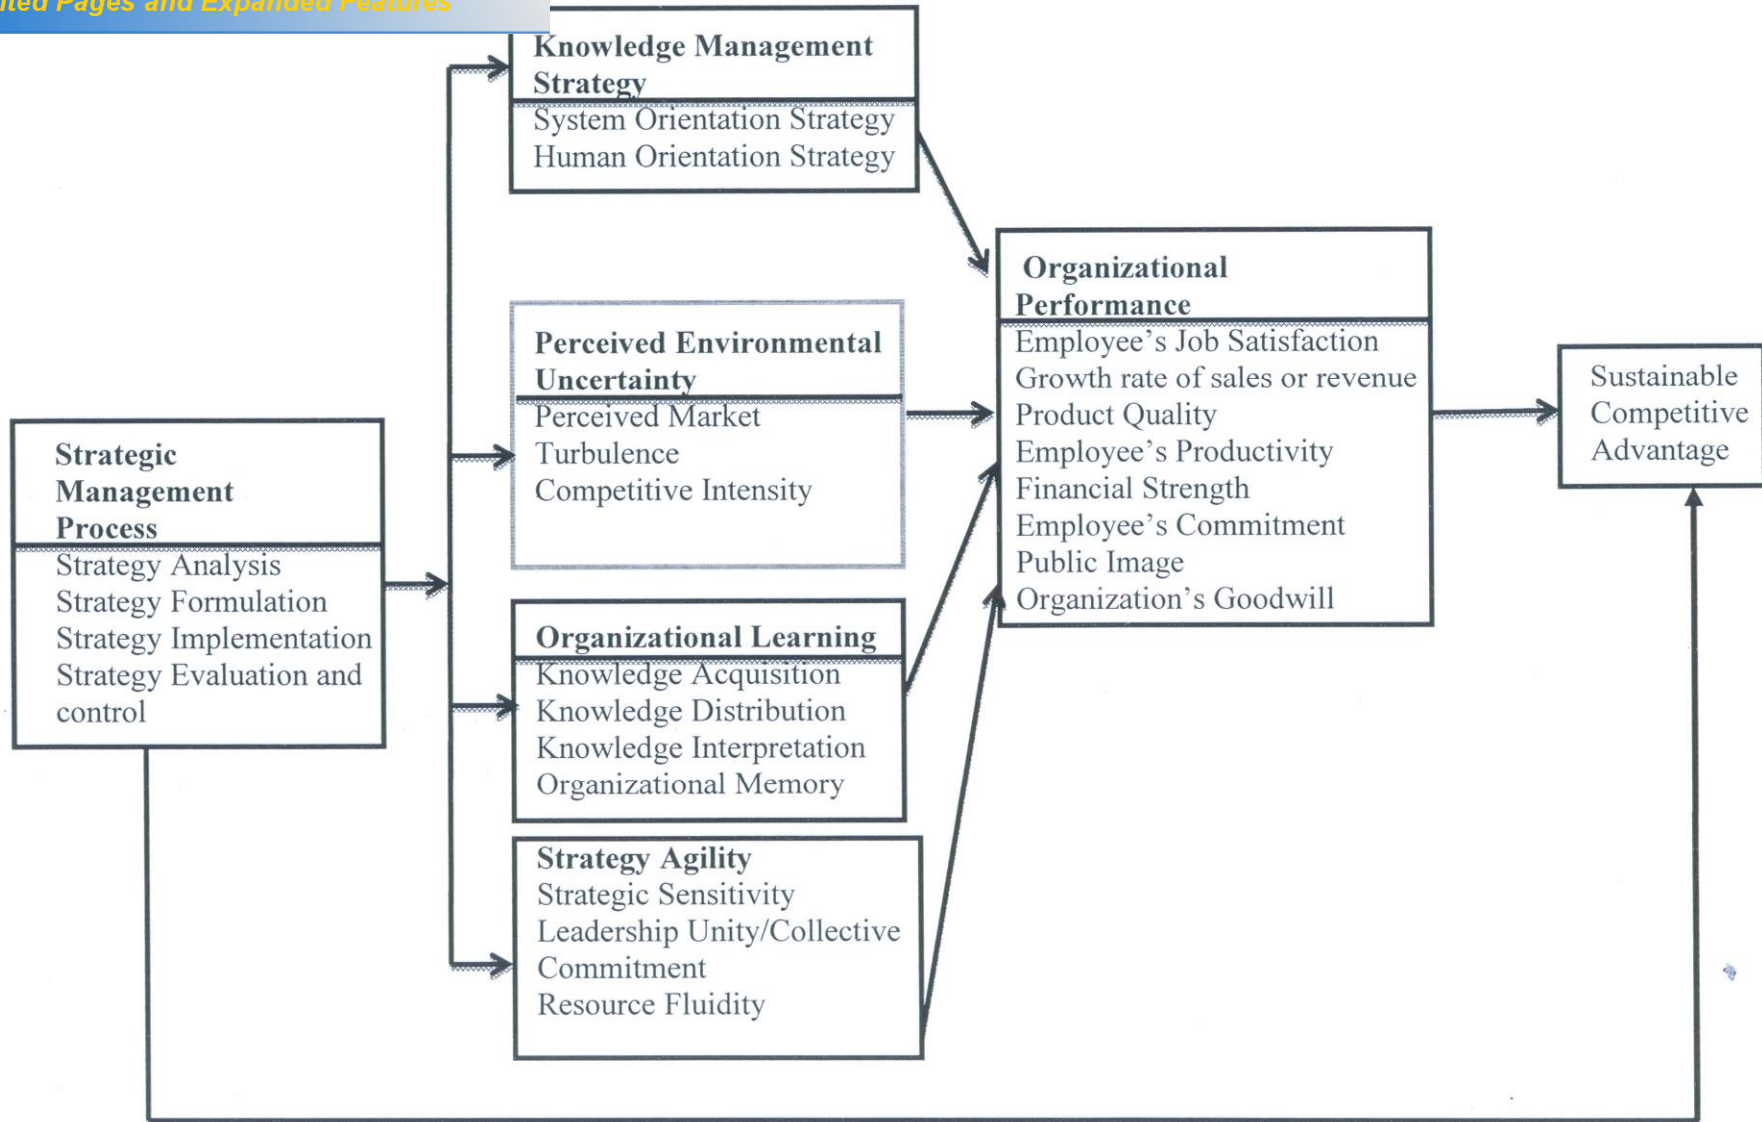 Pages and Expanded Features
Knowledge Management
Strategy
System Orientation Strategy
Human Orientation Strategy
Perceived Environmental
Uncertainty
Perceived Market
Turbulence
Competitive Intensity
Strategic
Management
Process
Strategy Analysis
Strategy Formulation
Strategy Implementation
Strategy Evaluation and
control
Organizational Learning
Knowledge Acquisition
Knowledge Distribution
Knowledge Interpretation
Organizational Memory
Strategy Agility
Strategic Sensitivity
Leadership Unity/Collective
Commitment
Resource Fluidity
Organizational
Performance
Employee’s Job Satisfaction
Growth rate of sales or revenue
Product Quality
Employee’s Productivity
Financial Strength
Employee’s Commitment
Public Image
Organization’s Goodwill
Sustainable
Competitive
Advantage